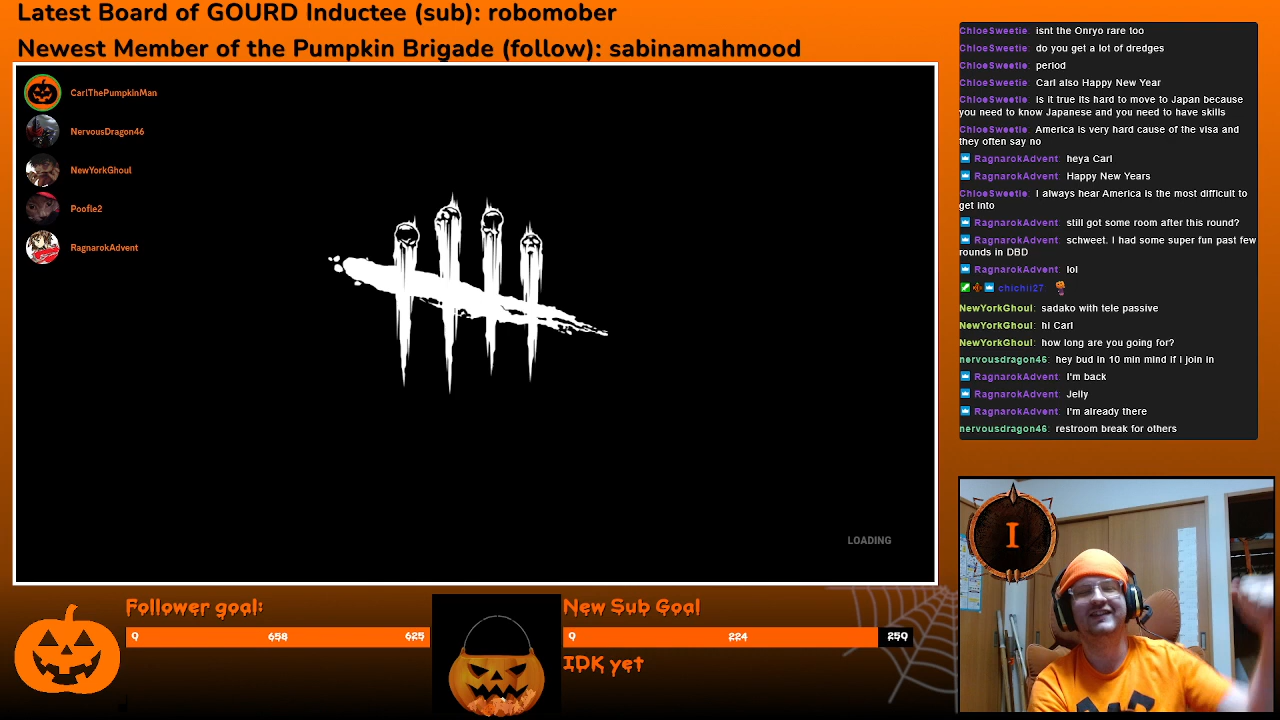 Latest Board of GOURD Inductee (sub): robomober
Newest Member of the Pumpkin Brigade (follow): sabinamahmood
CarlThePumpkinMan
NervousDragon46
NewYorkGhoul
Poofle2
RagnarokAdvent
LOADING
ChloeSweetie: isnt the Onryo rare too
ChloeSweetie: do you get a lot of dredges
ChloeSweetie: period
ChloeSweetie: Carl also Happy New Year
ChloeSweetie: Is it true Its hard to move to Japan because
you need to know Japanese and you need to have skills
ChloeSweetie: America is very hard cause of the visa and
they often say no
RagnarokAdvent: heya Carl
RagnarokAdvent: Happy New Years
ChloeSweetie: I always hear America is the most difficult to
get into
RagnarokAdvent: still got some room after this round?
RagnarokAdvent: schweet. I had some super fun past few
rounds in DBD
RagnarokAdvent: lol
chichii27:
NewYorkGhoul: sadako with tele passive
NewYorkGhoul: hi Carl
NewYorkGhoul: how long are you going for?
nervousdragon46: hey bud in 10 min mind if I join in
RagnarokAdvent: I'm back
RagnarokAdvent: Jelly
RagnarokAdvent: I'm already there
nervousdragon46: restroom break for others
I
Follower goal:
0 658 625
New Sub Goal
0 224 250
IDK yet